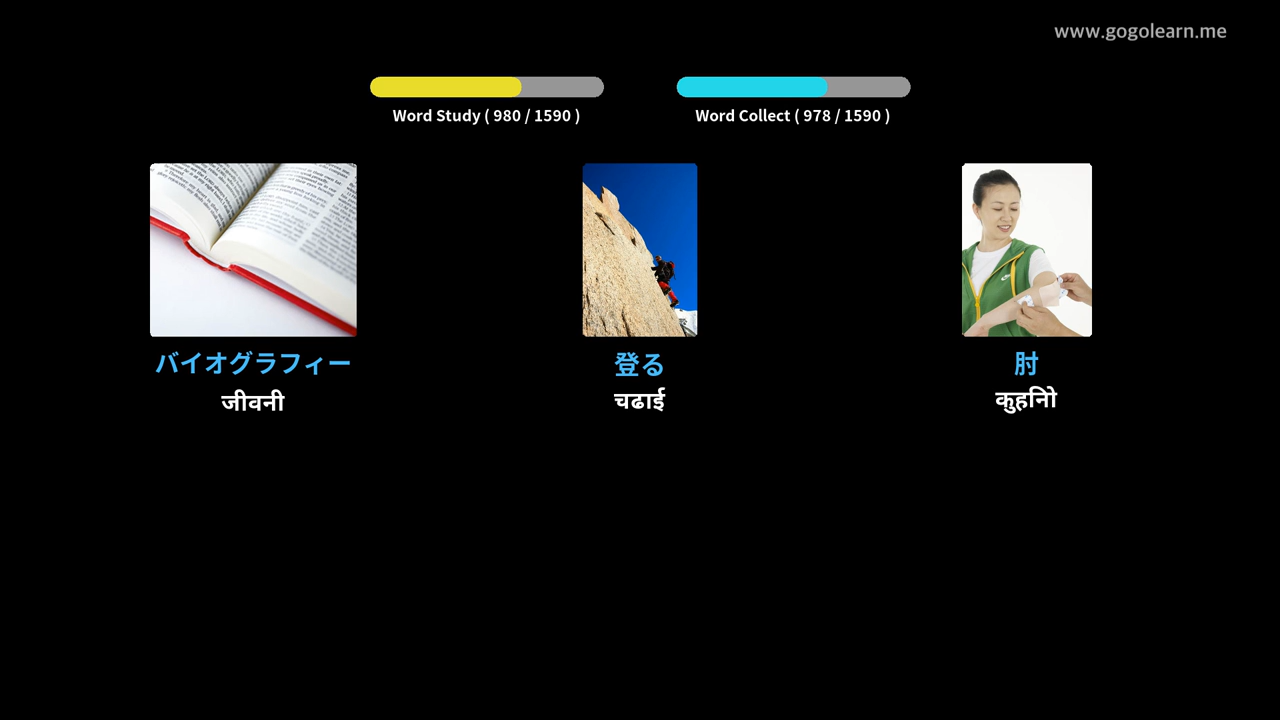 www.gogolearn.me
Word Study ( 980 / 1590 )
Word Collect ( 978 / 1590 )
バイオグラフィー
登る
肘
जीवनी
चढाई
कुहिनाे